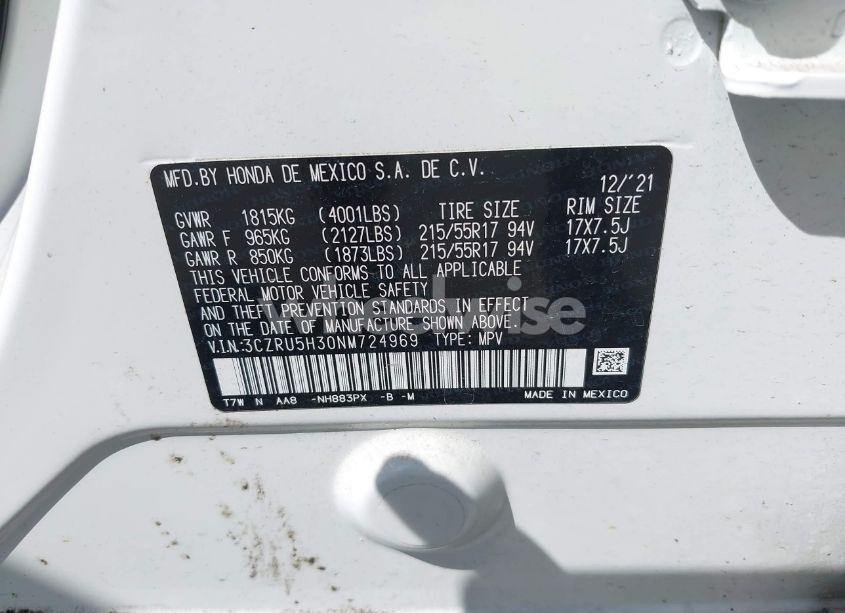 MFD.BY HONDA DE MEXICO S.A. DE C.V.
12/'21
GVWR 1815KG (4001LBS) TIRE SIZE RIM SIZE
GAWR F 965KG (2127LBS) 215/55R17 94V 17X7.5J
GAWR R 850KG (1873LBS) 215/55R17 94V 17X7.5J
THIS VEHICLE CONFORMS TO ALL APPLICABLE
FEDERAL MOTOR VEHICLE SAFETY
AND THEFT PREVENTION STANDARDS IN EFFECT
ON THE DATE OF MANUFACTURE SHOWN ABOVE.
V.I.N.:3CZRU5H30NM724969 TYPE: MPV
T7W N AA8 -NH883PX -B -M MADE IN MEXICO